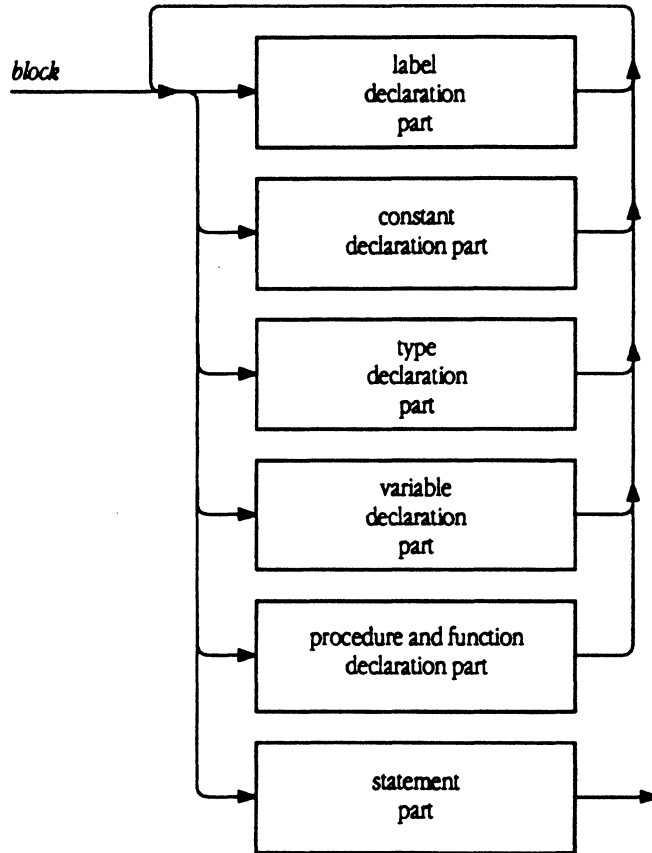 block
label
declaration
part
constant
declaration part
type
declaration
part
variable
declaration
part
procedure and function
declaration part
statement
part